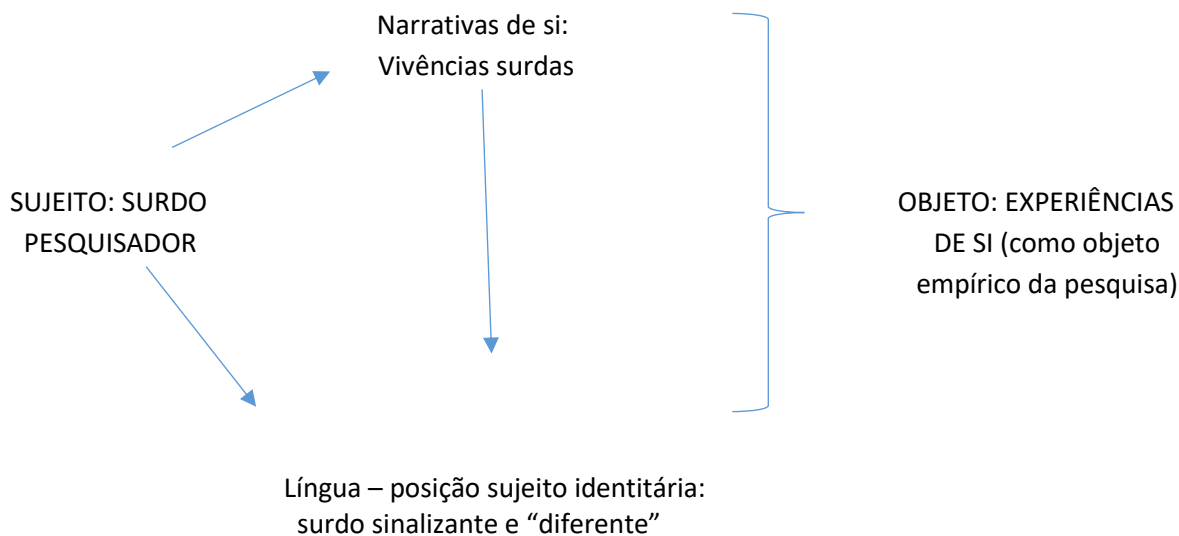 Narrativas de si:
Vivências surdas
SUJEITO: SURDO
PESQUISADOR
OBJETO: EXPERIÊNCIAS
DE SI (como objeto
empírico da pesquisa)
Língua – posição sujeito identitária:
surdo sinalizante e “diferente”